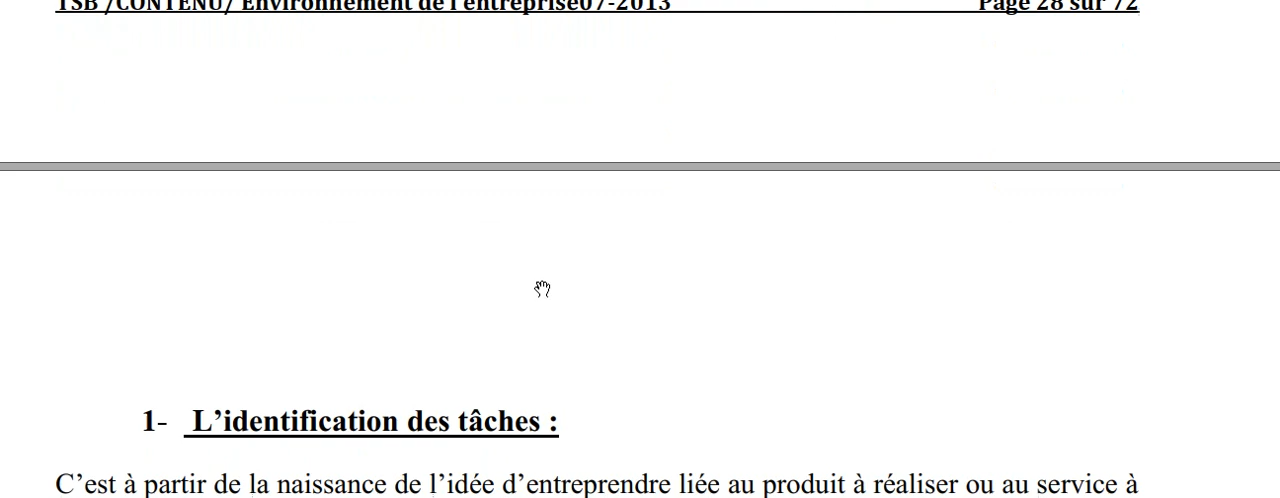 TSB /CONTENU/ Environnement de l'entreprise07-2013 Page 28 sur 72
1- L’identification des tâches :
C’est à partir de la naissance de l’idée d’entreprendre liée au produit à réaliser ou au service à